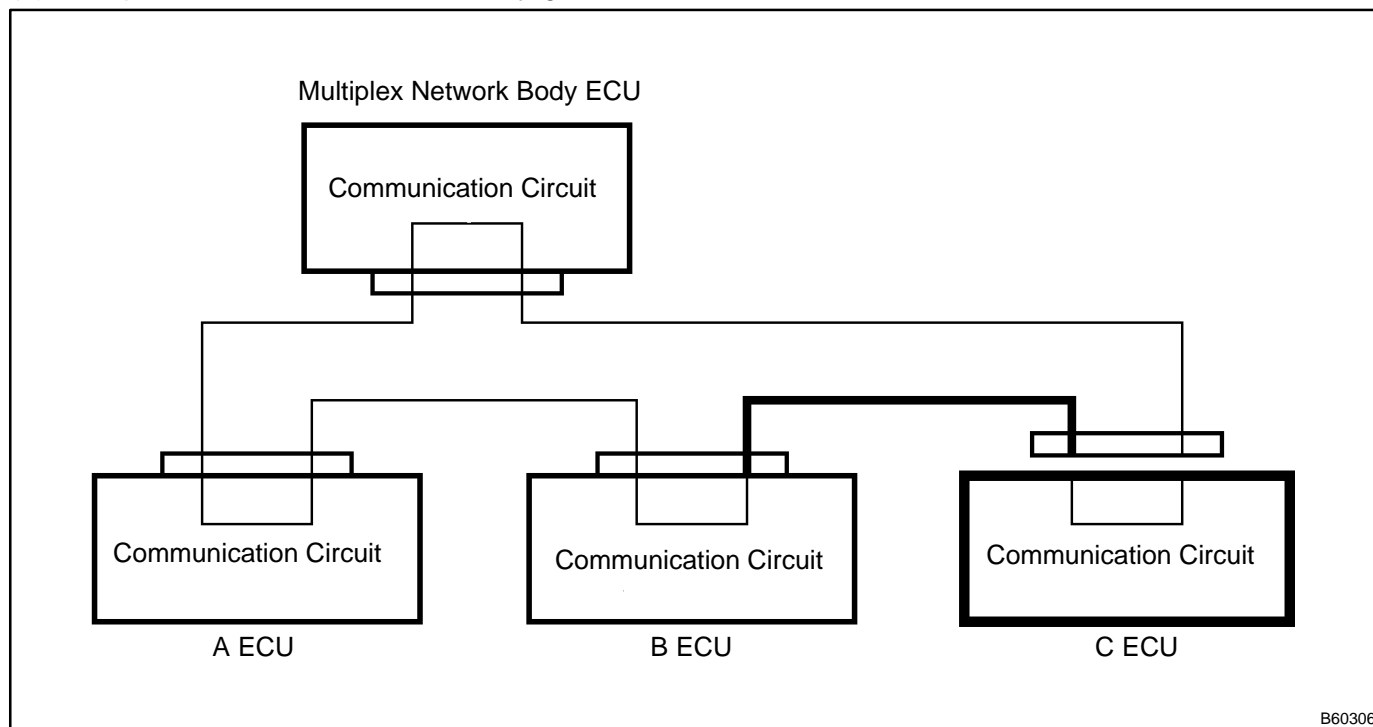 Multiplex Network Body ECU
Communication Circuit
Communication Circuit
Communication Circuit
Communication Circuit
A ECU
B ECU
C ECU
B60306